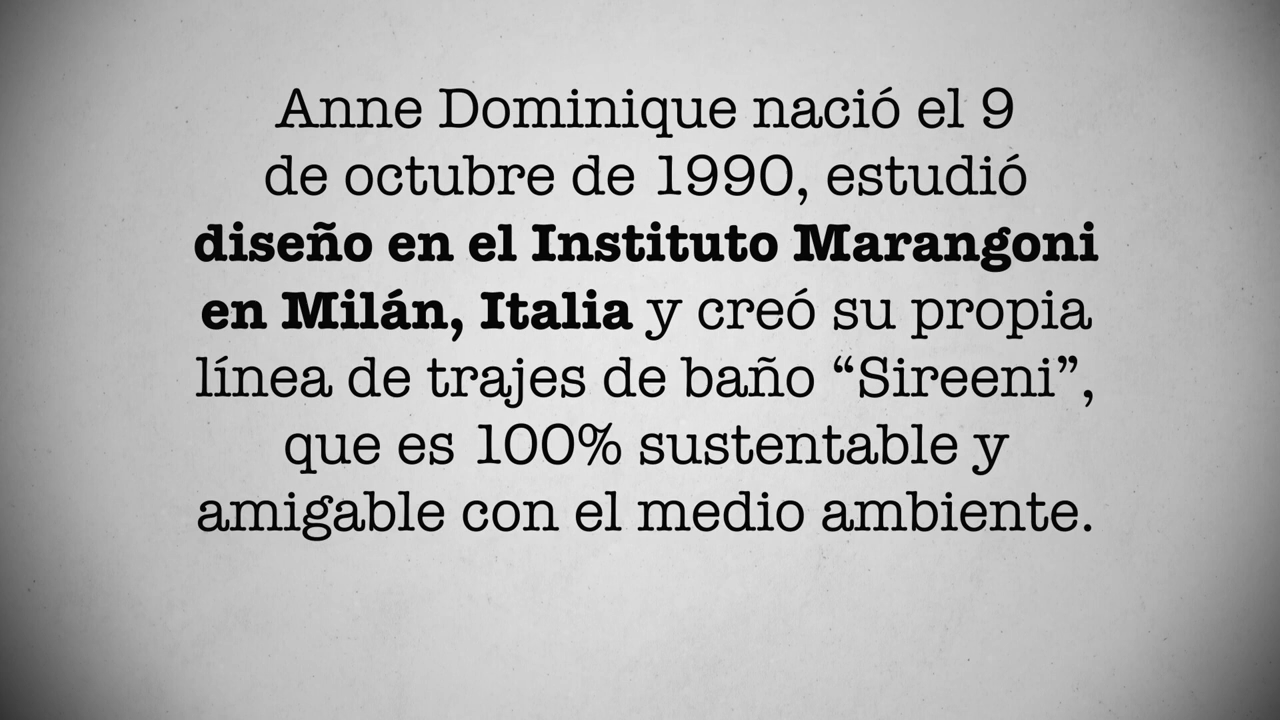 Anne Dominique nació el 9
de octubre de 1990, estudió
diseño en el Instituto Marangoni
en Milán, Italia y creó su propia
línea de trajes de baño “Sireeni”,
que es 100% sustentable y
amigable con el medio ambiente.